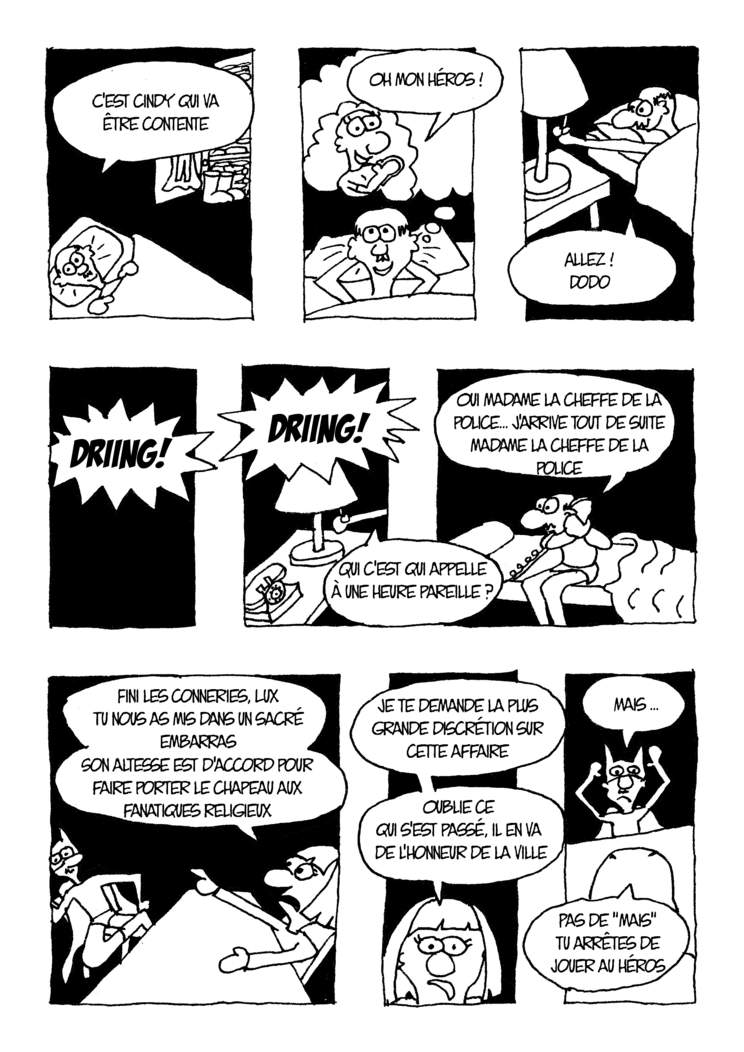 C'EST CINDY QUI VA
ÊTRE CONTENTE
OH MON HÉROS !
ALLEZ !
DODO
DRIING!
DRIING!
QUI C'EST QUI APPELLE
À UNE HEURE PAREILLE ?
OUI MADAME LA CHEFFE DE LA
POLICE... J'ARRIVE TOUT DE SUITE
MADAME LA CHEFFE DE LA
POLICE
FINI LES CONNERIES, LUX
TU NOUS AS MIS DANS UN SACRÉ
EMBARRAS
SON ALTESSE EST D'ACCORD POUR
FAIRE PORTER LE CHAPEAU AUX
FANATIQUES RELIGIEUX
JE TE DEMANDE LA PLUS
GRANDE DISCRÉTION SUR
CETTE AFFAIRE
OUBLIE CE
QUI S'EST PASSÉ, IL EN VA
DE L'HONNEUR DE LA VILLE
MAIS ...
PAS DE "MAIS"
TU ARRÊTES DE
JOUER AU HÉROS